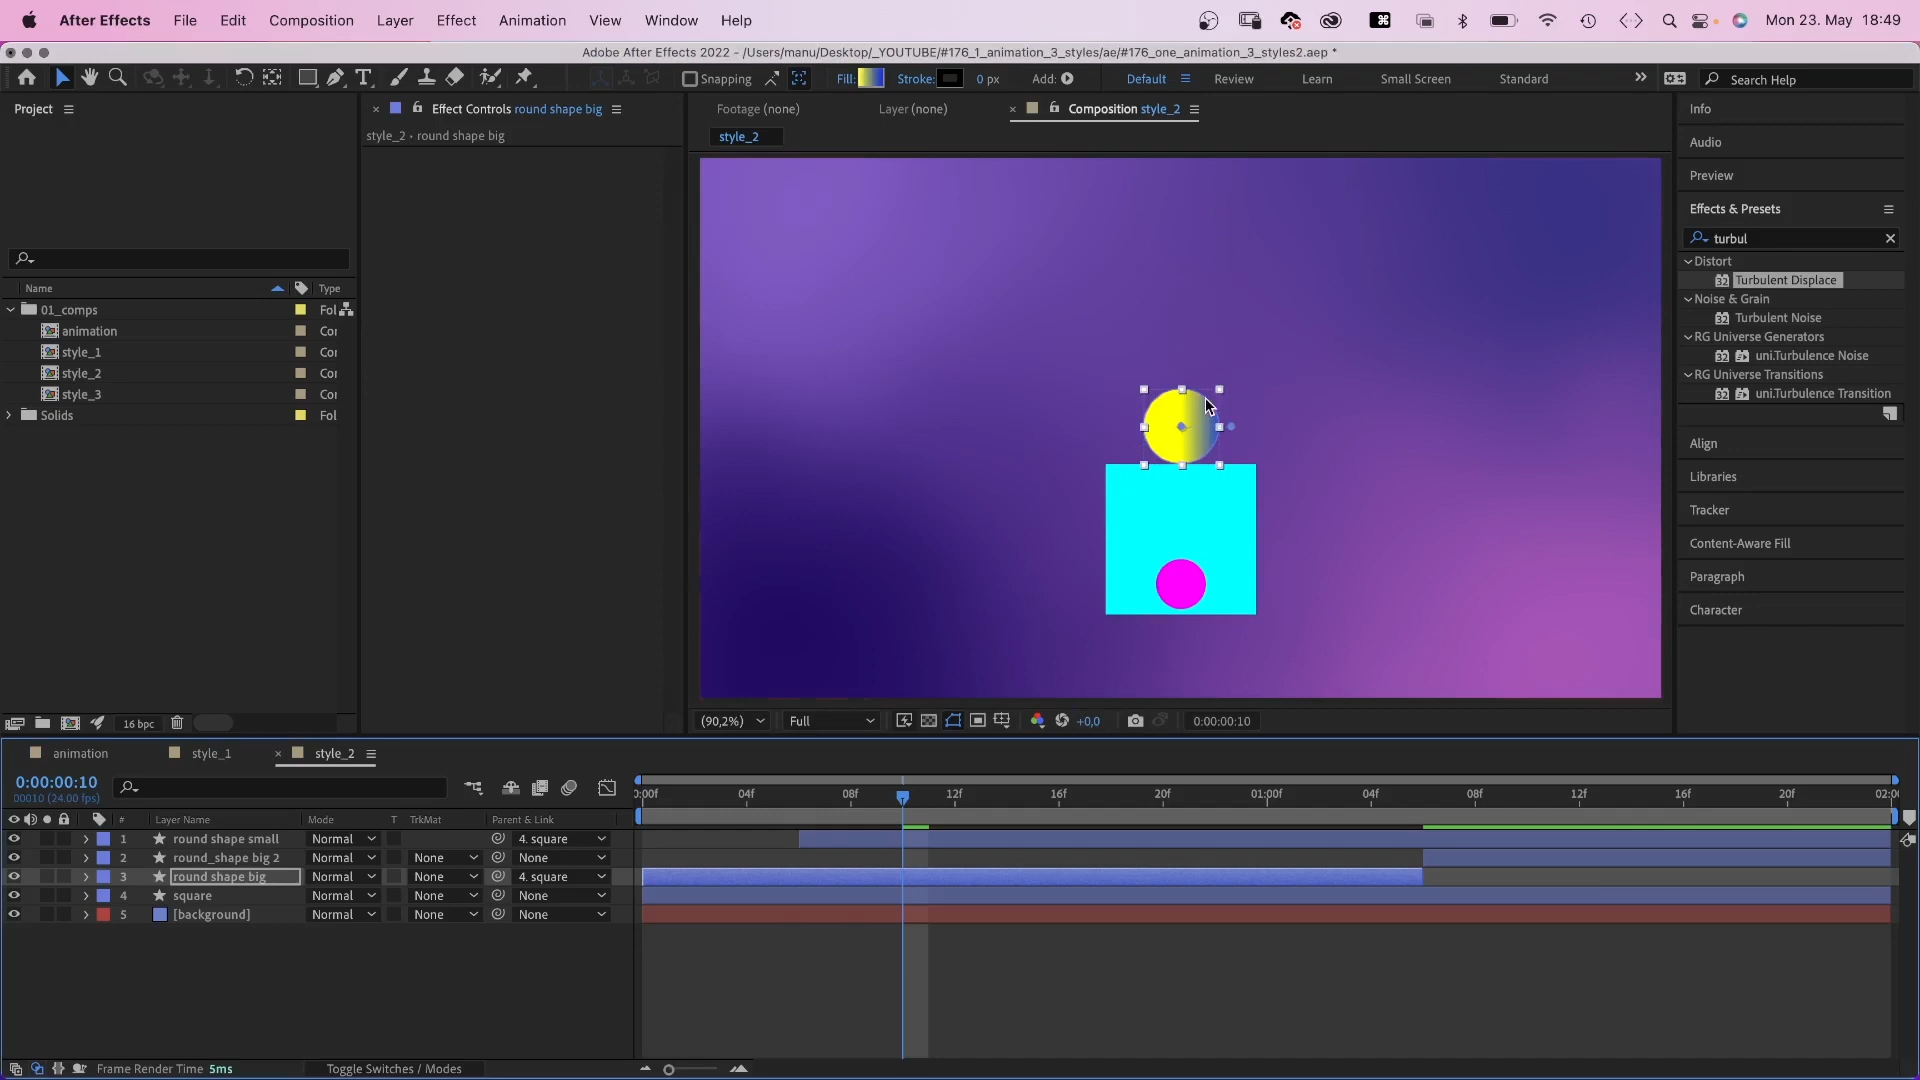 After Effects File Edit Composition Layer Effect Animation View Window Help Mon 23. May 18:49
Adobe After Effects 2022 - /Users/manu/Desktop/_YOUTUBE/#176_1_animation_3_styles/ae/#176_one_animation_3_styles2.aep *
Snapping Fill: Stroke: 0 px Add: Default Review Learn Small Screen Standard Search Help
Project Effect Controls round shape big Footage (none) Layer (none) Composition style_2
style_2 • round shape big style_2
Info
Audio
Preview
Effects & Presets
turbul
Distort
Turbulent Displace
Noise & Grain
Turbulent Noise
RG Universe Generators
uni.Turbulence Noise
RG Universe Transitions
uni.Turbulence Transition
Align
Libraries
Tracker
Content-Aware Fill
Paragraph
Character
Name Type
01_comps Fol
animation Cor
style_1 Cor
style_2 Cor
style_3 Cor
Solids Fol
16 bpc (90,2%) Full +0,0 0:00:00:10
animation style_1 style_2
0:00:00:10
00010 (24.00 fps)
0:00f 04f 08f 12f 16f 20f 01:00f 04f 08f 12f 16f 20f 02:0
# Layer Name Mode T TrkMat Parent & Link
1 round shape small Normal 4. square
2 round_shape big 2 Normal None None
3 round shape big Normal None 4. square
4 square Normal None None
5 [background] Normal None None
Frame Render Time 5ms Toggle Switches / Modes